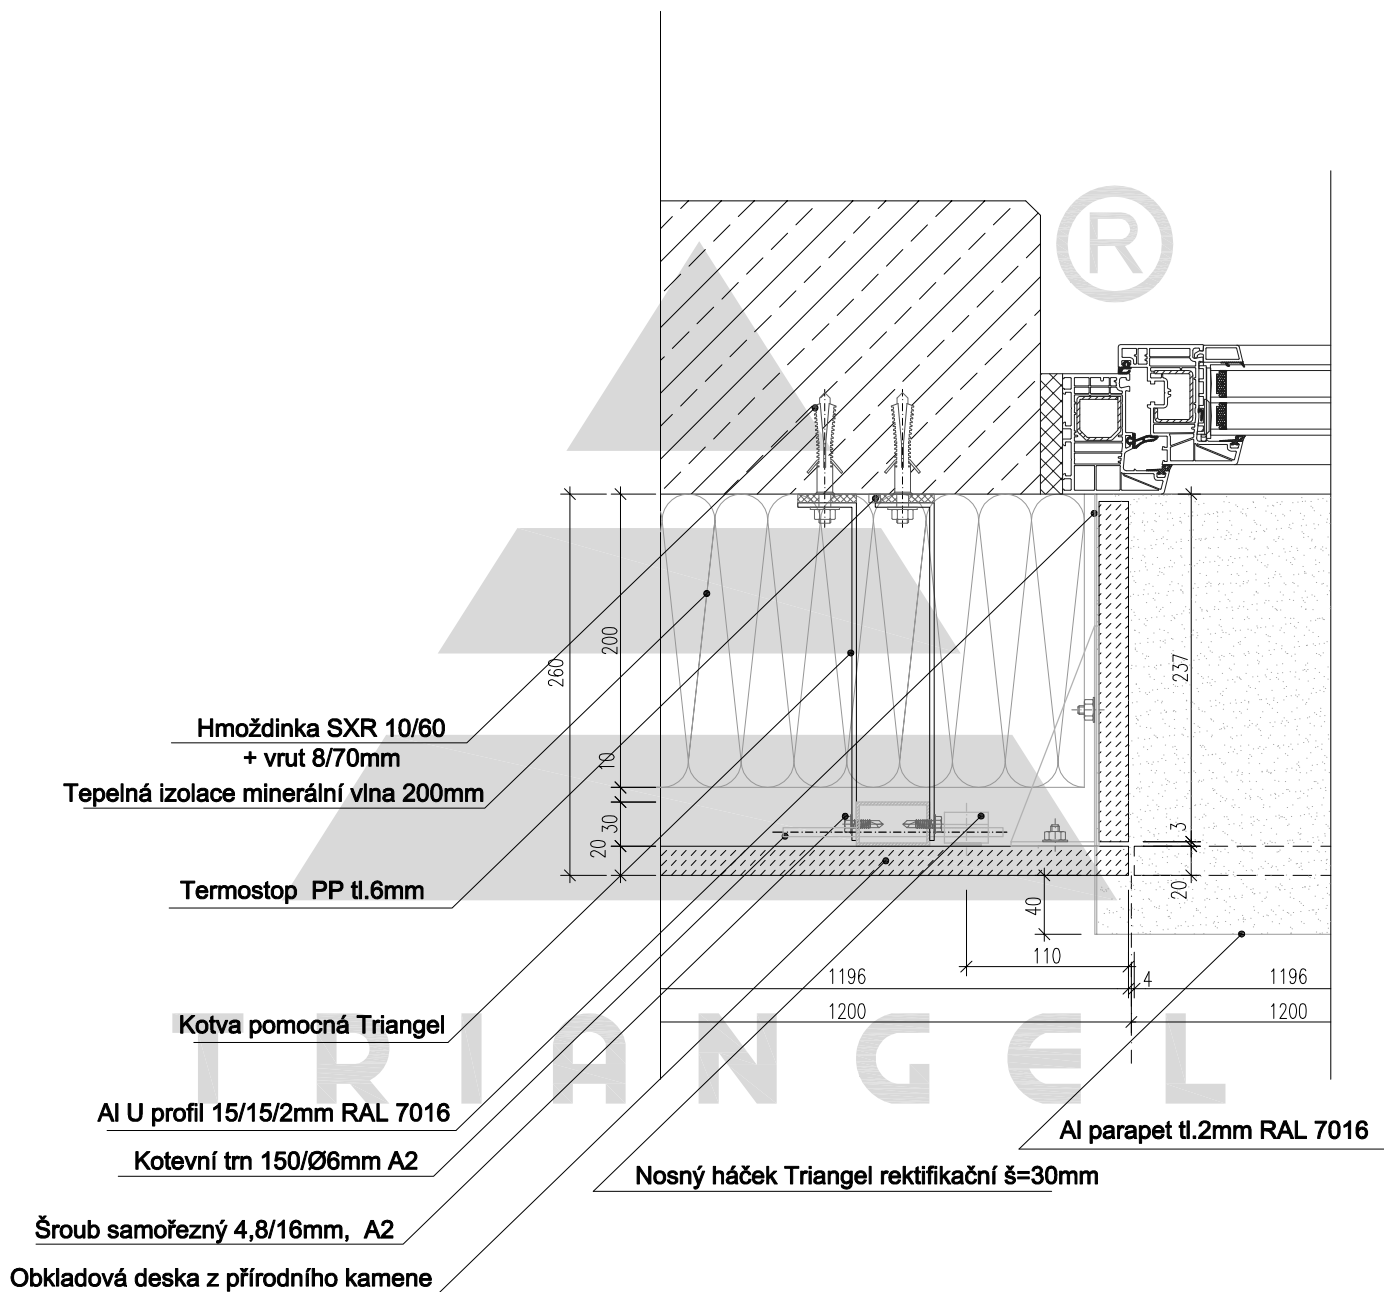 ®
260
200
10
30
20
237
3
20
40
110
1196
4
1196
1200
1200
Hmoždinka SXR 10/60
+ vrut 8/70mm
Tepelná izolace minerální vlna 200mm
Termostop PP tl.6mm
Kotva pomocná Triangel
TRIANGEL
Al U profil 15/15/2mm RAL 7016
Al parapet tl.2mm RAL 7016
Kotevní trn 150/Ø6mm A2
Nosný háček Triangel rektifikační š=30mm
Šroub samořezný 4,8/16mm, A2
Obkladová deska z přírodního kamene